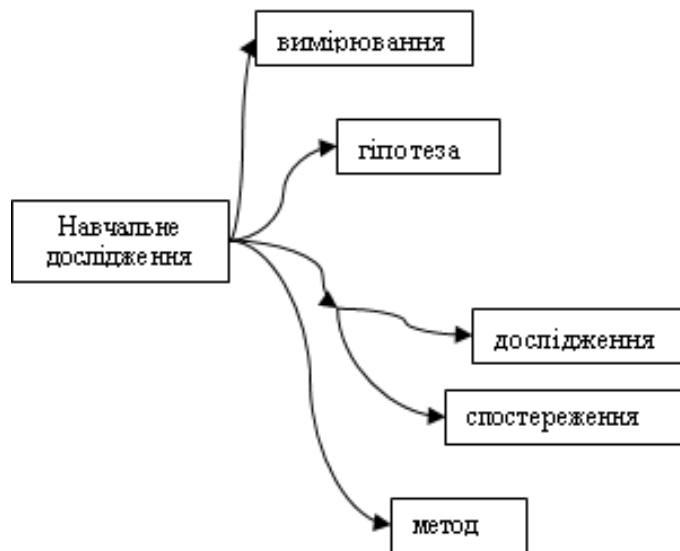 вимірювання
гіпотеза
Навчальне
дослідження
дослідження
спостереження
метод